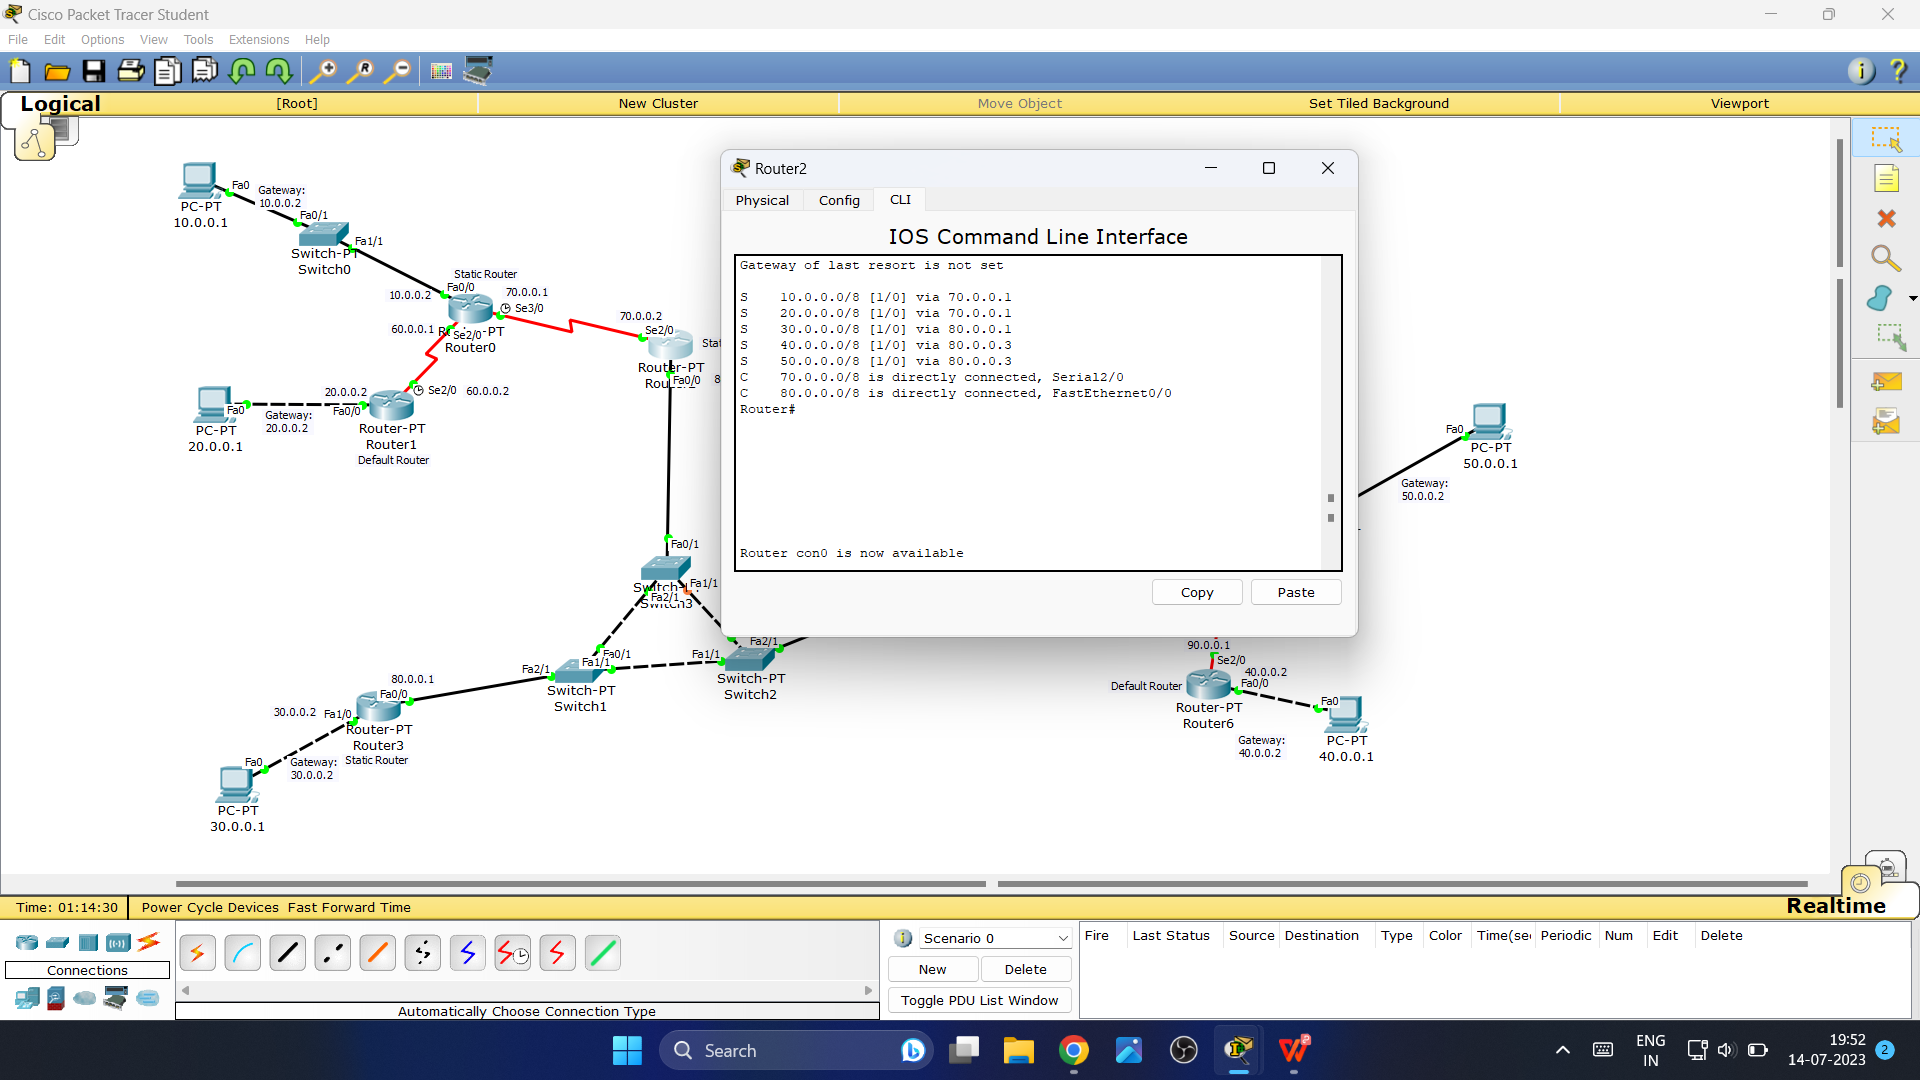 Cisco Packet Tracer Student
File Edit Options View Tools Extensions Help
Logical
[Root]
New Cluster
Move Object
Set Tiled Background
Viewport
Fa0
Gateway:
10.0.0.2
PC-PT
10.0.0.1
Fa0/1
Fa1/1
Switch-PT
Switch0
Static Router
Fa0/0
10.0.0.2
70.0.0.1
Se3/0
60.0.0.1
Se2/0
Router0
70.0.0.2
Se2/0
Router-PT
Fa0/0
8
20.0.0.2
Se2/0
60.0.0.2
Fa0
Gateway:
20.0.0.2
Fa0/0
PC-PT
20.0.0.1
Router-PT
Router1
Default Router
Router2
Physical
Config
CLI
IOS Command Line Interface
Gateway of last resort is not set
S 10.0.0.0/8 [1/0] via 70.0.0.1
S 20.0.0.0/8 [1/0] via 70.0.0.1
S 30.0.0.0/8 [1/0] via 80.0.0.1
S 40.0.0.0/8 [1/0] via 80.0.0.3
S 50.0.0.0/8 [1/0] via 80.0.0.3
C 70.0.0.0/8 is directly connected, Serial2/0
C 80.0.0.0/8 is directly connected, FastEthernet0/0
Router#
Router con0 is now available
Copy
Paste
Fa0
PC-PT
50.0.0.1
Gateway:
50.0.0.2
Fa0/1
Fa1/1
Fa2/1
Switch3
Fa0/1
Fa1/1
Fa2/1
Switch-PT
Switch1
Fa1/1
Fa2/1
Switch-PT
Switch2
80.0.0.1
Fa0/0
30.0.0.2
Fa1/0
Router-PT
Router3
Static Router
Fa0
Gateway:
30.0.0.2
PC-PT
30.0.0.1
90.0.0.1
Se2/0
40.0.0.2
Default Router
Fa0/0
Router-PT
Router6
Fa0
Gateway:
40.0.0.2
PC-PT
40.0.0.1
Time: 01:14:30
Power Cycle Devices Fast Forward Time
Realtime
Connections
Automatically Choose Connection Type
Scenario 0
New
Delete
Toggle PDU List Window
Fire Last Status Source Destination Type Color Time(sec Periodic Num Edit Delete
Search
ENG
IN
19:52
14-07-2023
2